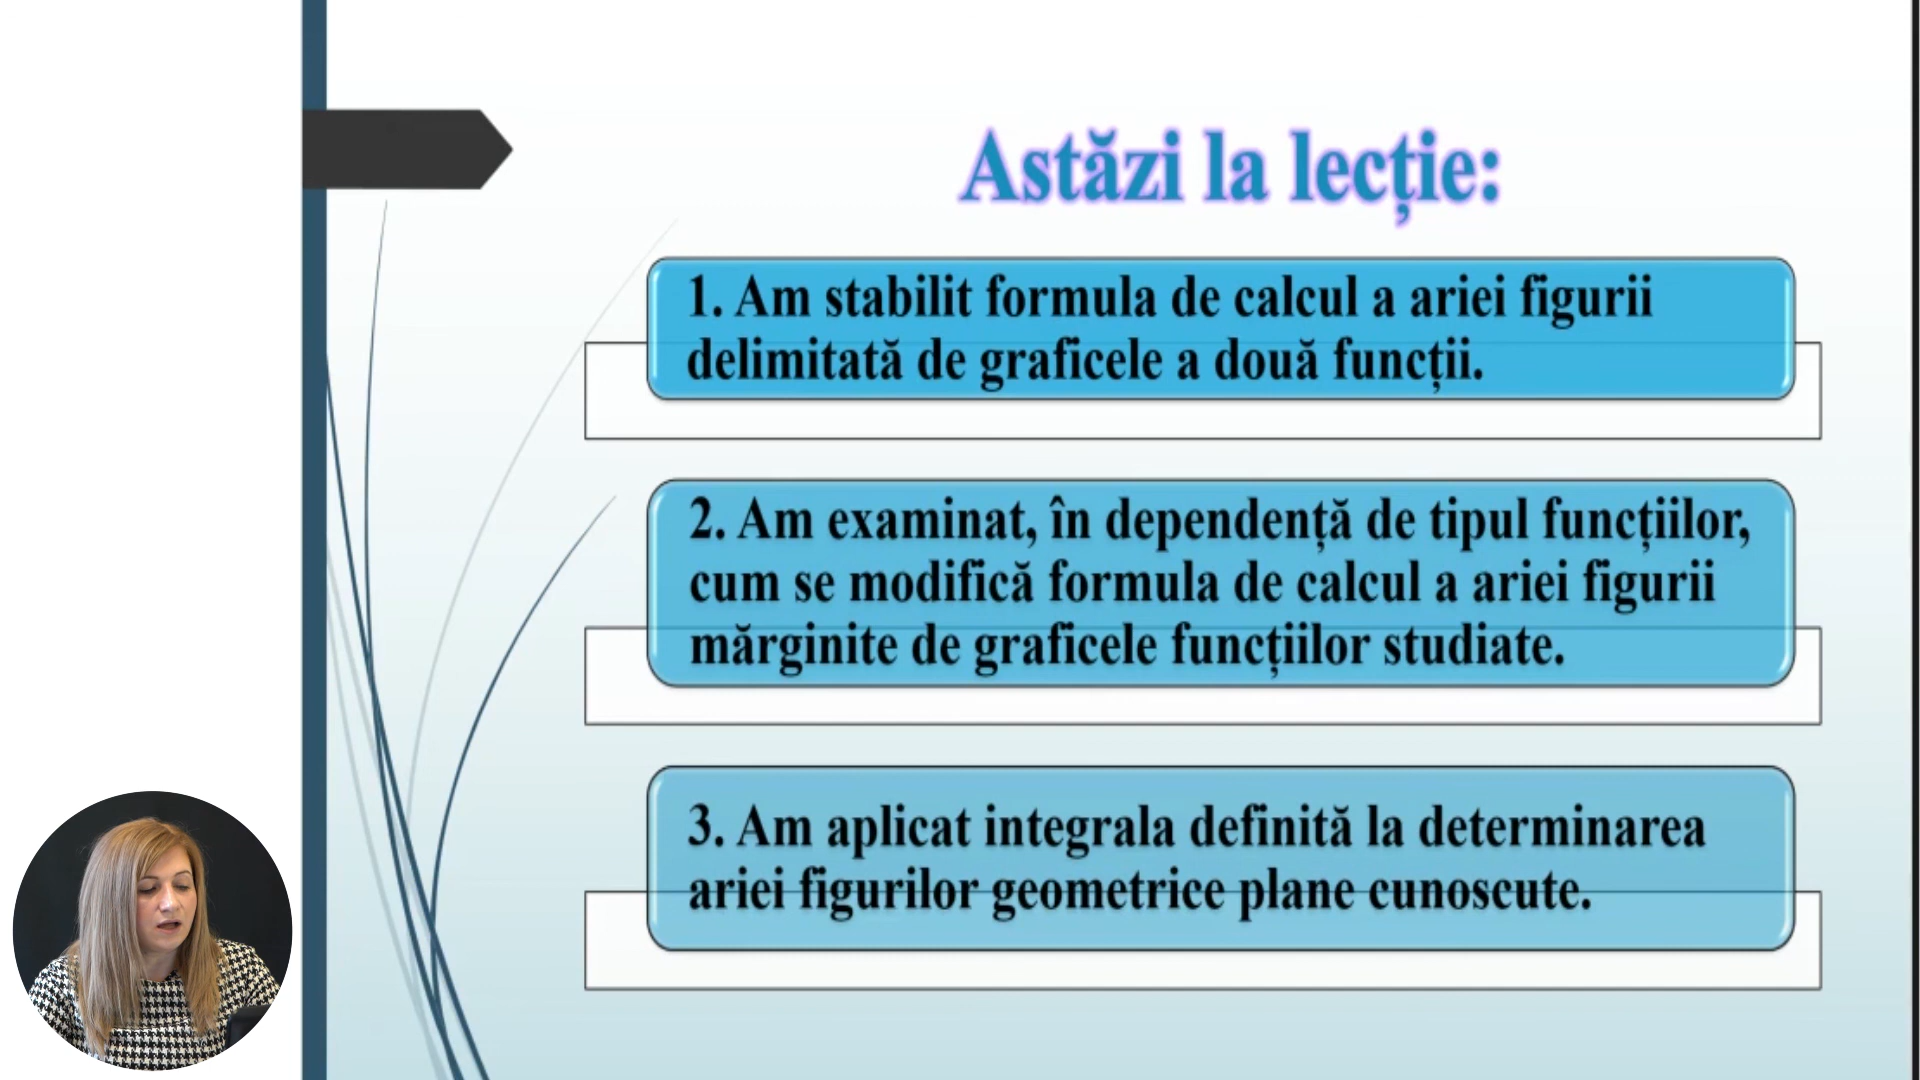 Astăzi la lecție:
1. Am stabilit formula de calcul a ariei figurii
delimitată de graficele a două funcții.
2. Am examinat, în dependență de tipul funcțiilor,
cum se modifică formula de calcul a ariei figurii
mărginite de graficele funcțiilor studiate.
3. Am aplicat integrala definită la determinarea
ariei figurilor geometrice plane cunoscute.